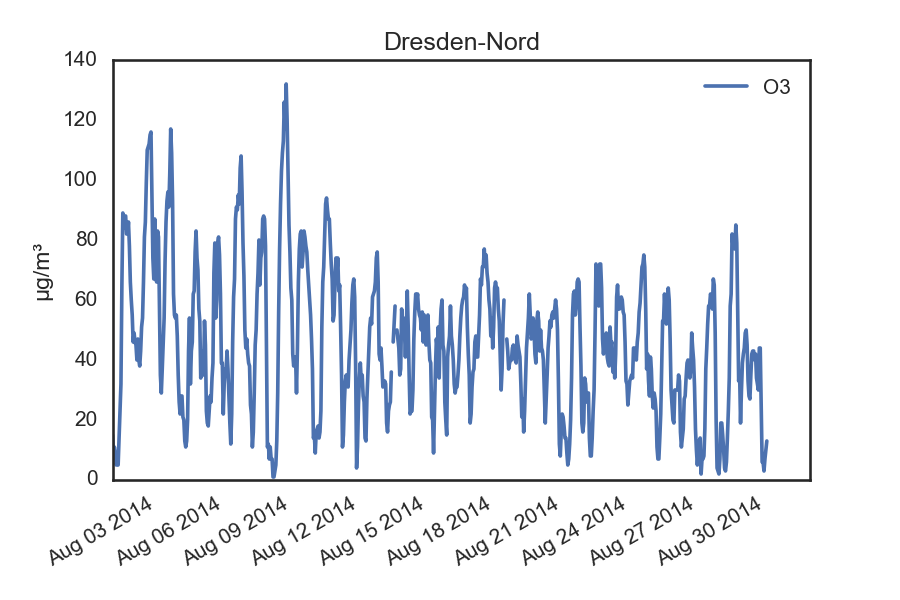 Dresden-Nord
O3
µg/m³
140
120
100
80
60
40
20
0
Aug 03 2014
Aug 06 2014
Aug 09 2014
Aug 12 2014
Aug 15 2014
Aug 18 2014
Aug 21 2014
Aug 24 2014
Aug 27 2014
Aug 30 2014